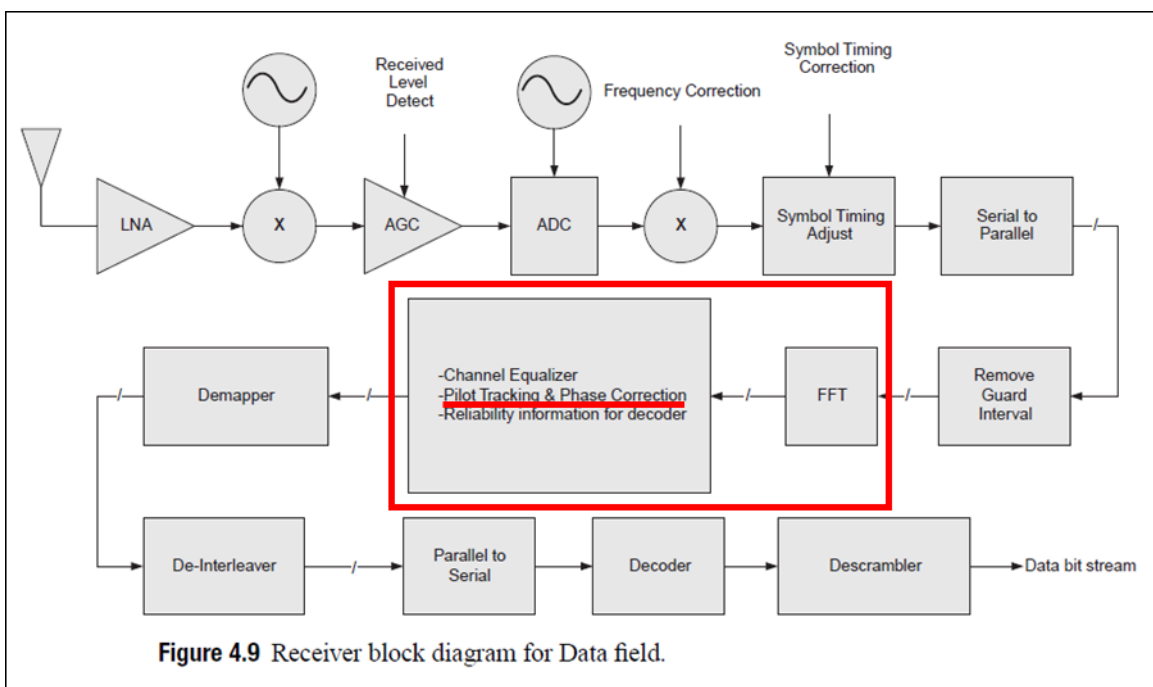 Received
Level
Detect
Frequency Correction
Symbol Timing
Correction
LNA
X
AGC
ADC
X
Symbol Timing
Adjust
Serial to
Parallel
/
Demapper
-Channel Equalizer
-Pilot Tracking & Phase Correction
-Reliability information for decoder
FFT
Remove
Guard
Interval
/
/
/
/
De-Interleaver
/
Parallel to
Serial
Decoder
Descrambler
Data bit stream
Figure 4.9 Receiver block diagram for Data field.